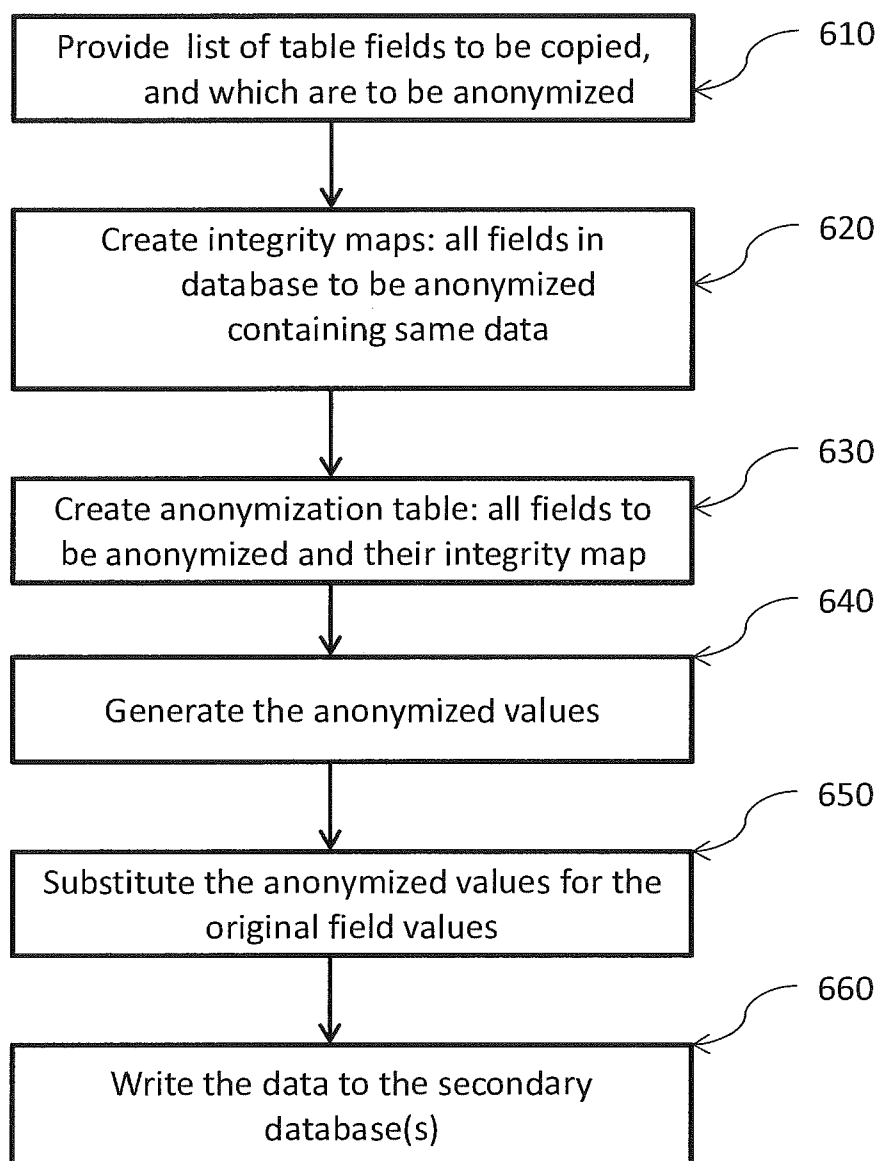 Provide list of table fields to be copied,
and which are to be anonymized
610
Create integrity maps: all fields in
database to be anonymized
containing same data
620
Create anonymization table: all fields to
be anonymized and their integrity map
630
Generate the anonymized values
640
Substitute the anonymized values for the
original field values
650
Write the data to the secondary
database(s)
660